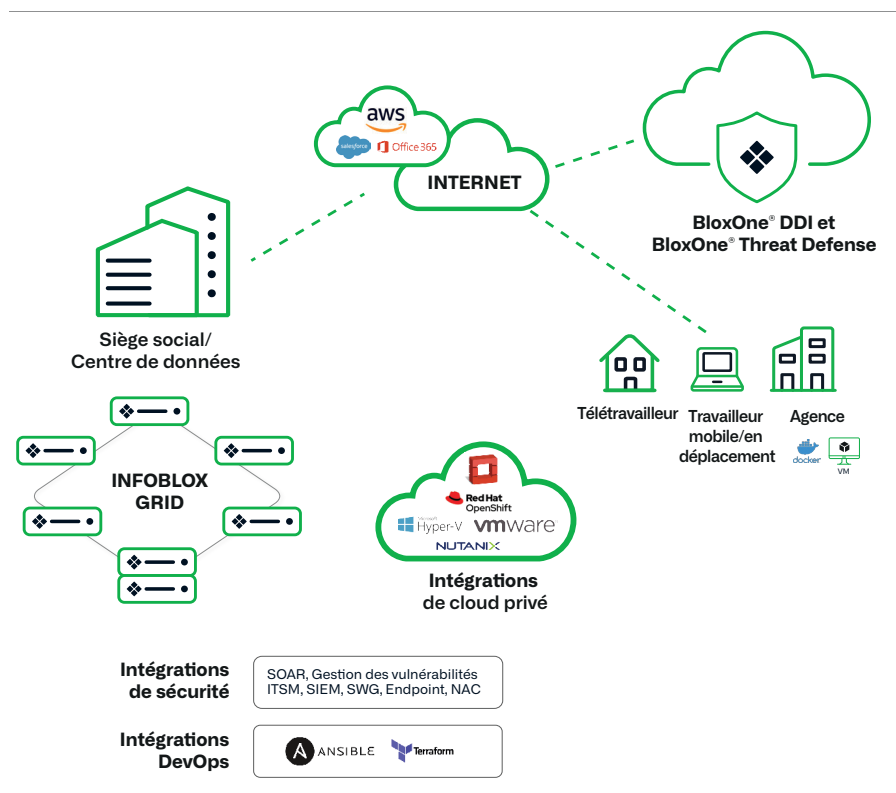 aws
salesforce
Office 365
INTERNET
BloxOne® DDI et
BloxOne® Threat Defense
Siège social/
Centre de données
Télétravailleur
Travailleur
mobile/en
déplacement
Agence
docker
VM
INFOBLOX
GRID
Red Hat
OpenShift
Microsoft
Hyper-V
vmware
NUTANIX
Intégrations
de cloud privé
Intégrations
de sécurité
SOAR, Gestion des vulnérabilités
ITSM, SIEM, SWG, Endpoint, NAC
Intégrations
DevOps
ANSIBLE
Terraform